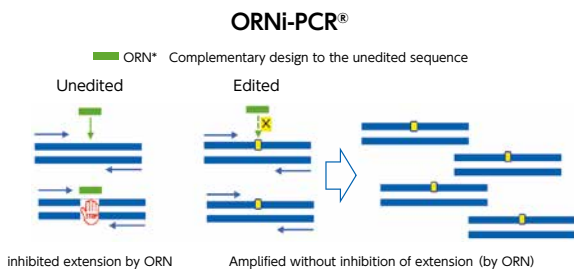 ORNi-PCR®
ORN* Complementary design to the unedited sequence
Unedited
Edited
X
STOP
inhibited extension by ORN
Amplified without inhibition of extension (by ORN)